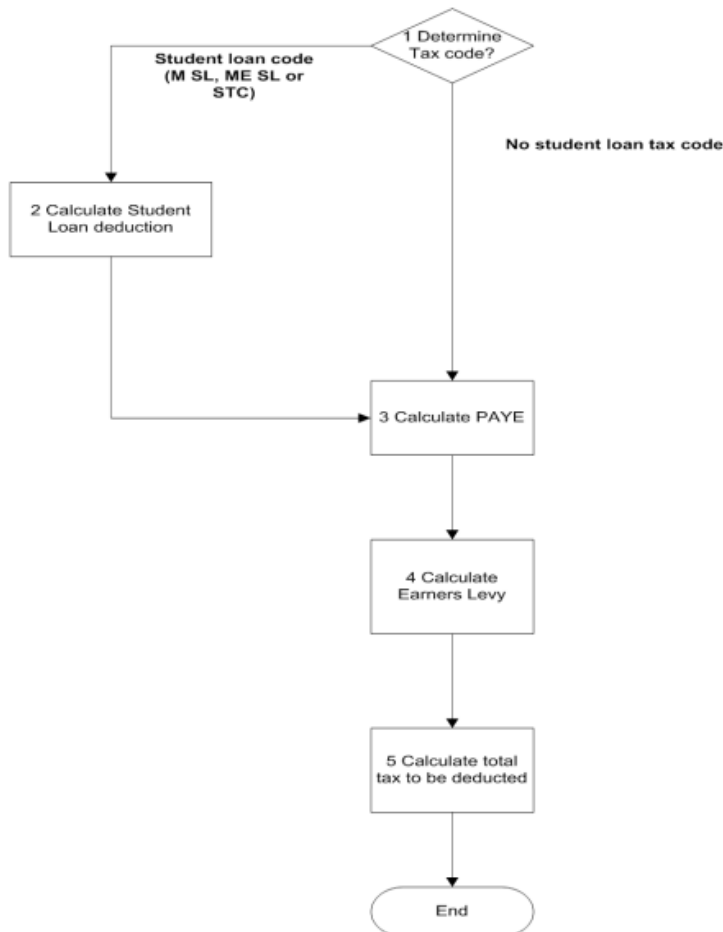 1 Determine
Tax code?
Student loan code
(M SL, ME SL or
STC)
No student loan tax code
2 Calculate Student
Loan deduction
3 Calculate PAYE
4 Calculate
Earners Levy
5 Calculate total
tax to be deducted
End